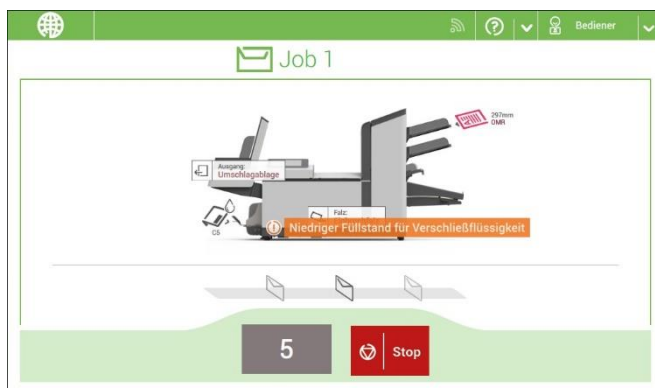 Bediener
Job 1
297mm
OMR
Ausgang:
Umschlagablage
Falz:
C5
Niedriger Füllstand für Verschließflüssigkeit
5
Stop